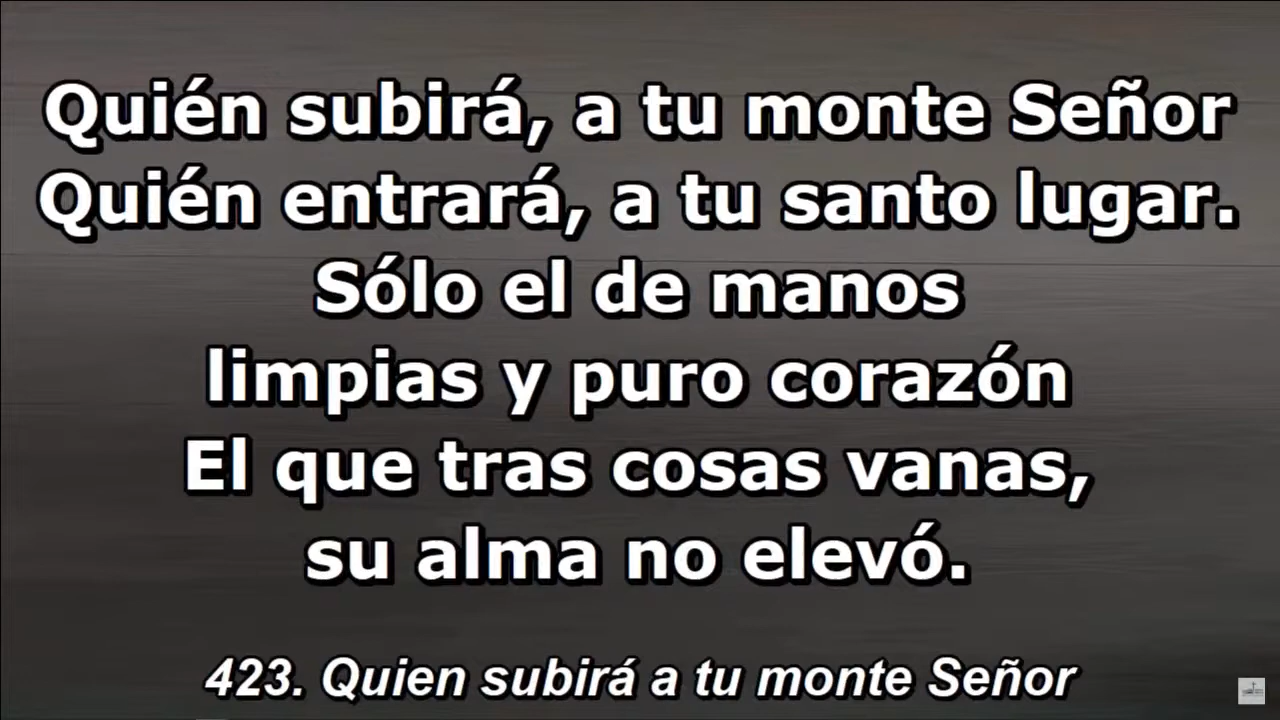 Quién subirá, a tu monte Señor
Quién entrará, a tu santo lugar.
Sólo el de manos
limpias y puro corazón
El que tras cosas vanas,
su alma no elevó.
423. Quien subirá a tu monte Señor